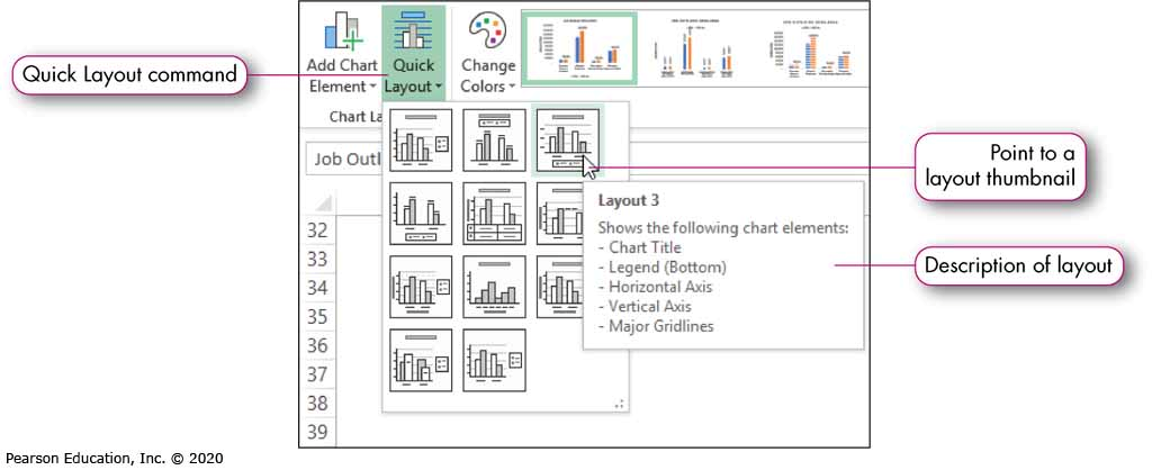 Add Chart
Element
Quick
Layout
Change
Colors
Quick Layout command
Chart La
Job Outl
Point to a
layout thumbnail
Layout 3
Shows the following chart elements:
- Chart Title
- Legend (Bottom)
- Horizontal Axis
- Vertical Axis
- Major Gridlines
Description of layout
32
33
34
35
36
37
38
39
Pearson Education, Inc. © 2020